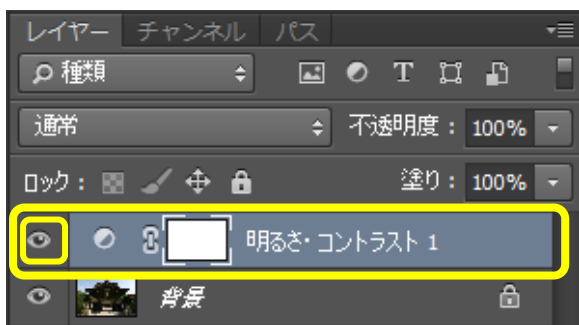 レイヤー チャンネル パス
種類 T
通常 不透明度: 100%
ロック: 塗り: 100%
明るさ・コントラスト 1
背景